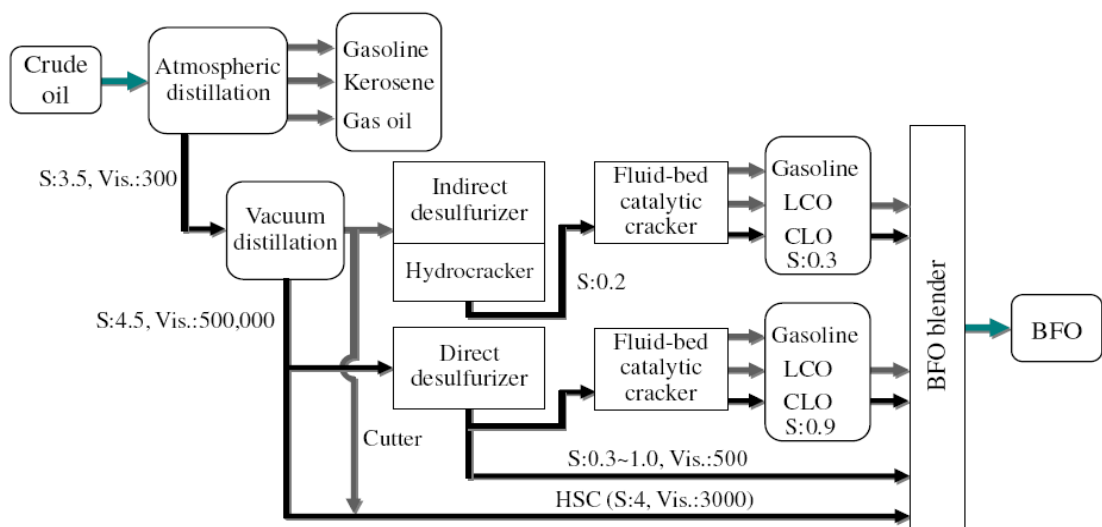 Crude
oil
Atmospheric
distillation
Gasoline
Kerosene
Gas oil
S:3.5, Vis.:300
Vacuum
distillation
Indirect
desulfurizer
Hydrocracker
Fluid-bed
catalytic
cracker
Gasoline
LCO
CLO
S:0.3
S:0.2
S:4.5, Vis.:500,000
Direct
desulfurizer
Fluid-bed
catalytic
cracker
Gasoline
LCO
CLO
S:0.9
Cutter
S:0.3~1.0, Vis.:500
HSC (S:4, Vis.:3000)
BFO blender
BFO